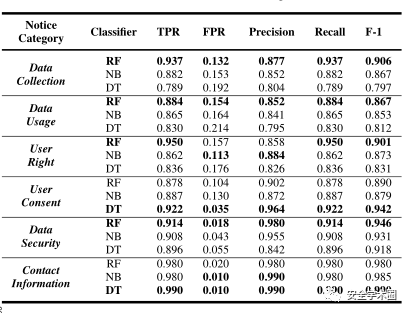 Notice Category Classifier TPR FPR Precision Recall F-1
Data Collection
RF 0.937 0.132 0.877 0.937 0.906
NB 0.882 0.153 0.852 0.882 0.867
DT 0.789 0.192 0.804 0.789 0.797
Data Usage
RF 0.884 0.154 0.852 0.884 0.867
NB 0.865 0.164 0.841 0.865 0.853
DT 0.830 0.214 0.795 0.830 0.812
User Right
RF 0.950 0.157 0.858 0.950 0.901
NB 0.862 0.113 0.884 0.862 0.873
DT 0.836 0.176 0.826 0.836 0.831
User Consent
RF 0.878 0.104 0.902 0.878 0.890
NB 0.887 0.130 0.872 0.887 0.879
DT 0.922 0.035 0.964 0.922 0.942
Data Security
RF 0.914 0.018 0.980 0.914 0.946
NB 0.908 0.043 0.955 0.908 0.931
DT 0.896 0.055 0.842 0.896 0.918
Contact Information
RF 0.980 0.020 0.980 0.980 0.980
NB 0.980 0.010 0.990 0.980 0.985
DT 0.990 0.010 0.990
安全学术圈